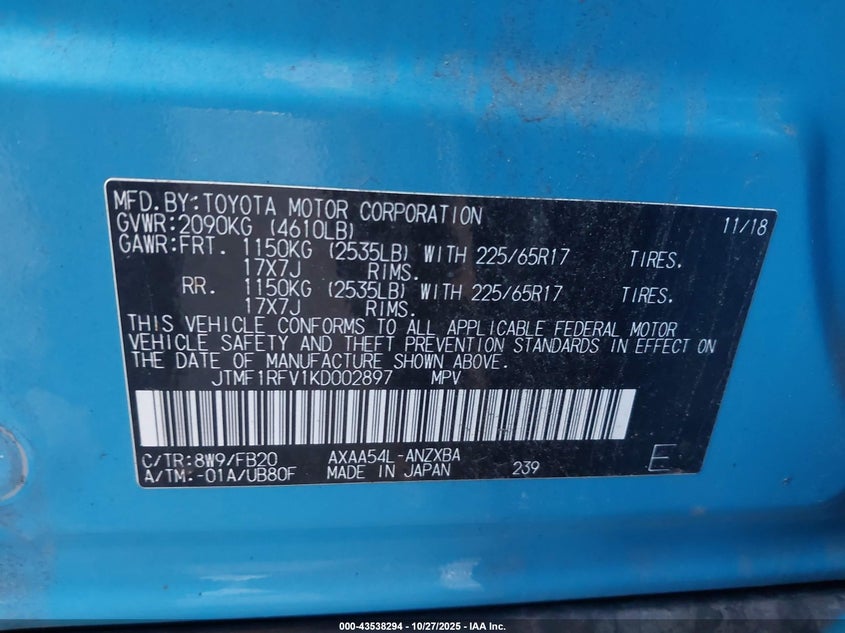 MFD.BY:TOYOTA MOTOR CORPORATION 11/18
GVWR:2090KG (4610LB)
GAWR:FRT. 1150KG (2535LB) WITH 225/65R17 TIRES.
17X7J RIMS.
RR. 1150KG (2535LB) WITH 225/65R17 TIRES.
17X7J RIMS.
THIS VEHICLE CONFORMS TO ALL APPLICABLE FEDERAL MOTOR
VEHICLE SAFETY AND THEFT PREVENTION STANDARDS IN EFFECT ON
THE DATE OF MANUFACTURE SHOWN ABOVE.
JTMF1RFV1KD002897 MPV
C/TR:8W9/FB20 AXAA54L-ANZXBA
A/TM:-01A/UB80F MADE IN JAPAN 239 E
000-43538294 | 10/27/2025 | IAA Inc.